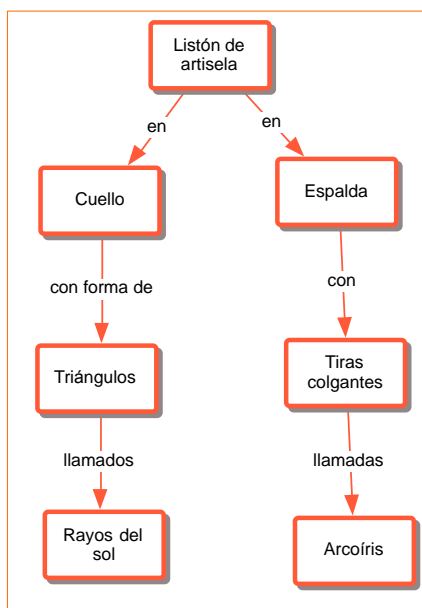 Listón de
artisela
en
en
Cuello
Espalda
con forma de
con
Triángulos
Tiras
colgantes
llamados
llamadas
Rayos del
sol
Arcoíris